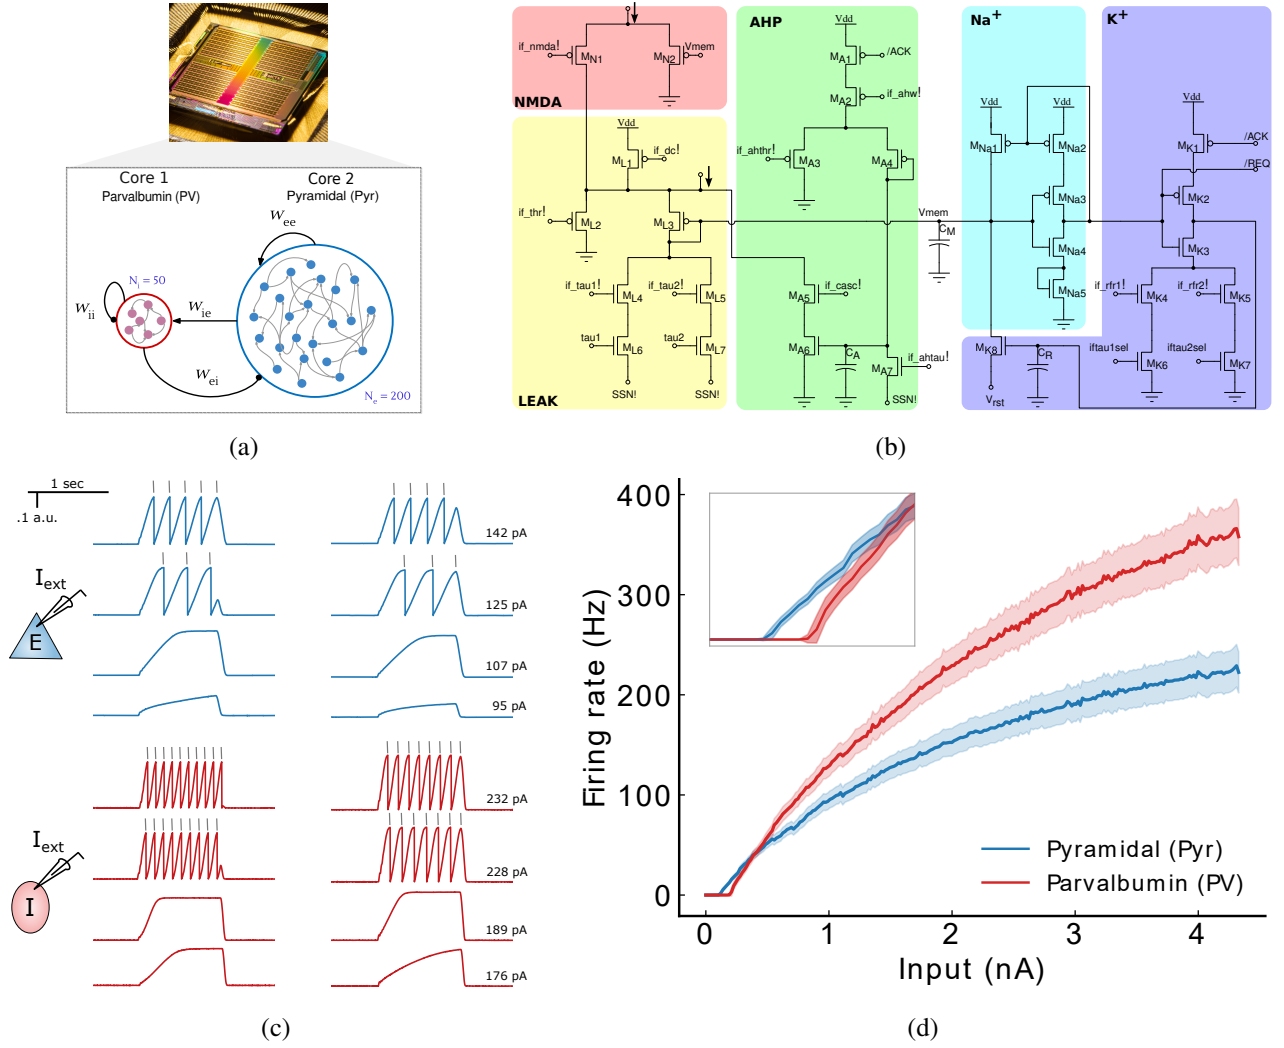 Core 1
Parvalbumin (PV)
Core 2
Pyramidal (Pyr)
Wee
Ni = 50
Wii
Wie
Wei
Ne = 200
(a)
NMDA
if_nmda!
MN1
MN2
Vmem
LEAK
Vdd
ML1
if_dc!
if_thr!
ML2
ML3
if_tau1!
ML4
if_tau2!
ML5
tau1
ML6
tau2
ML7
SSN!
SSN!
AHP
Vdd
MA1
/ACK
MA2
if_ahw!
if_ahthr!
MA3
MA4
MA5
if_casc!
MA6
CA
MA7
if_ahtau!
SSN!
Vmem
CM
Na+
Vdd
Vdd
MNa1
MNa2
MNa3
MNa4
MNa5
K+
Vdd
MK1
/ACK
/REQ
MK2
MK3
if_rfr1!
MK4
if_rfr2!
MK5
MK8
CR
iftau1sel
MK6
iftau2sel
MK7
Vrst
(b)
1 sec
.1 a.u.
142 pA
125 pA
Iext
E
107 pA
95 pA
232 pA
228 pA
Iext
I
189 pA
176 pA
(c)
400
300
200
100
0
Firing rate (Hz)
Pyramidal (Pyr)
Parvalbumin (PV)
0 1 2 3 4
Input (nA)
(d)